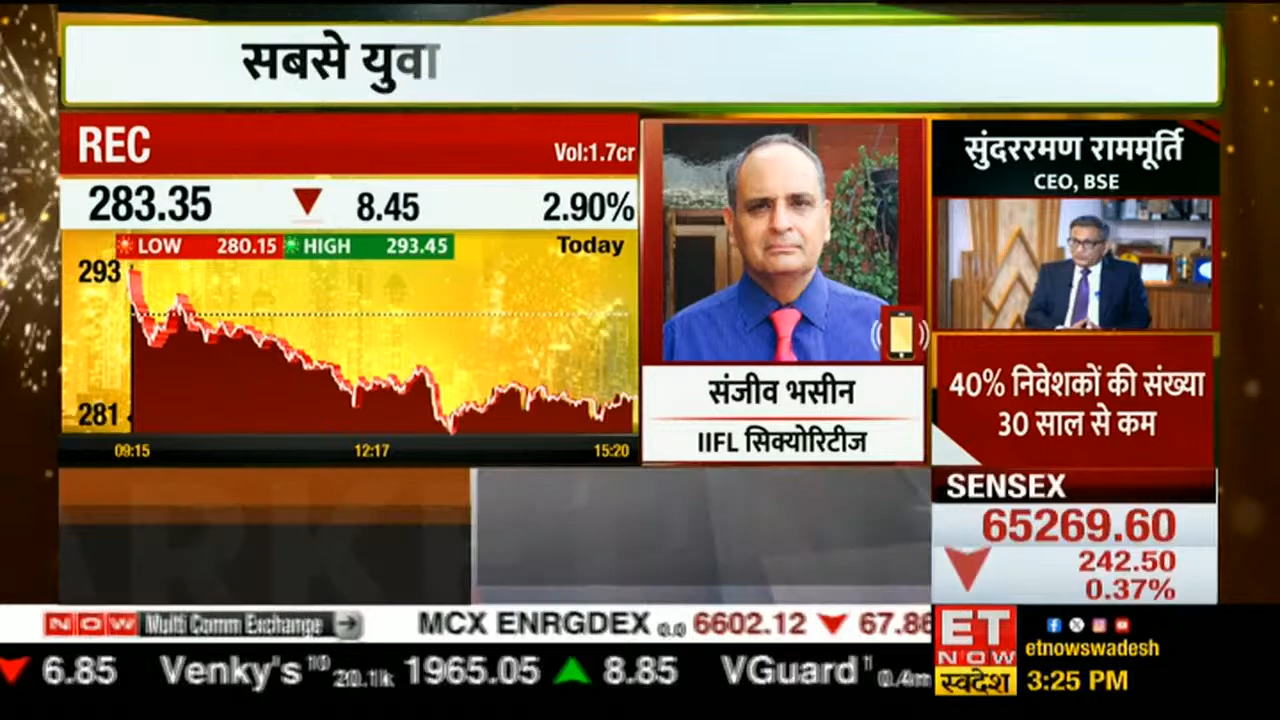 सबसे युवा
REC
Vol:1.7cr
283.35 ▼ 8.45 2.90%
LOW 280.15 HIGH 293.45 Today
293
281
09:15 12:17 15:20
संजीव भसीन
IIFL सिक्योरिटीज
सुंदररमण राममूर्ति
CEO, BSE
40% निवेशकों की संख्या
30 साल से कम
SENSEX
65269.60
▼ 242.50
0.37%
NOW Multi Comm Exchange → MCX ENRGDEX 0.0 6602.12 ▼ 67.86
▼ 6.85 Venky's 20.1k 1965.05 ▲ 8.85 VGuard 0.4m
ET
NOW
स्वदेश
etnowswadesh
3:25 PM